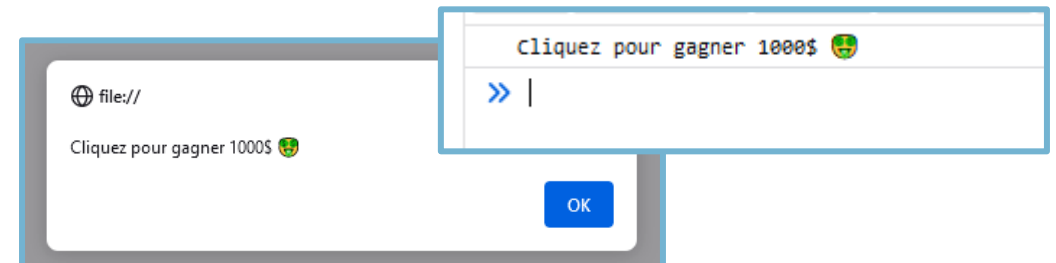 file://
Cliquez pour gagner 1000$ 🤑
OK
Cliquez pour gagner 1000$ 🤑
»